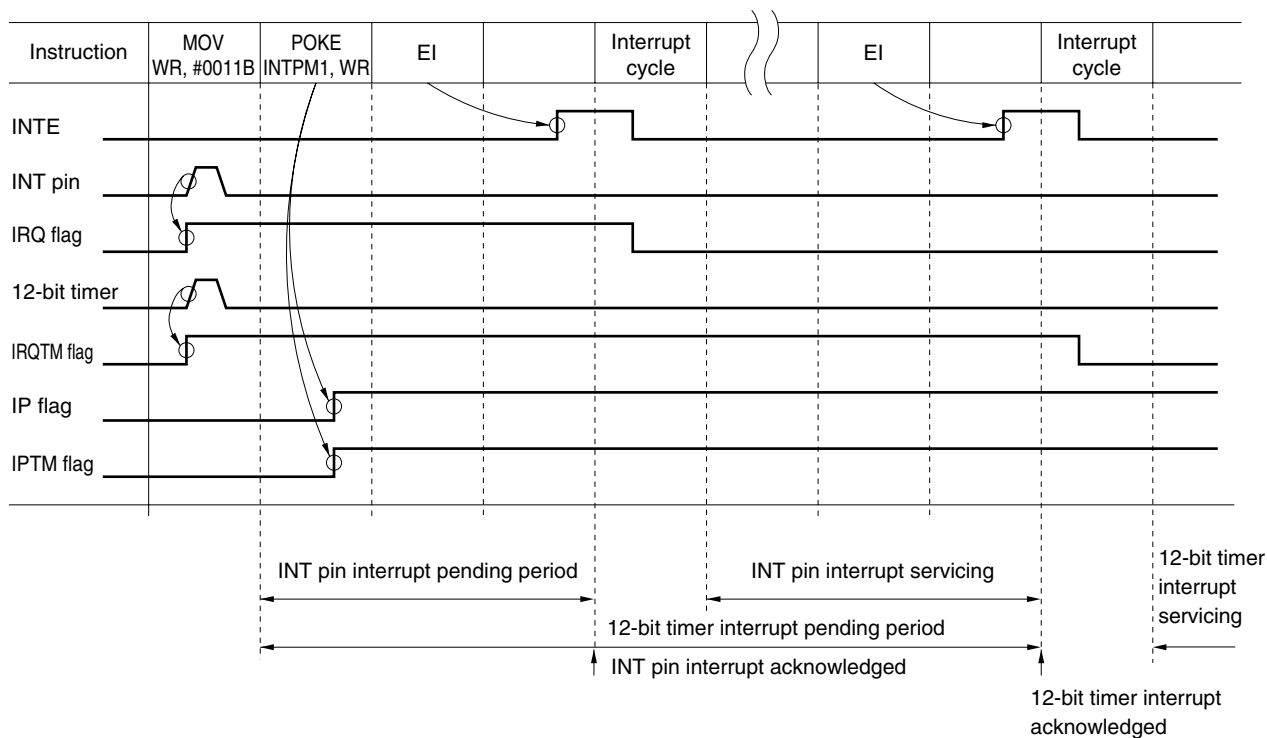 Instruction
MOV
WR, #0011B
POKE
INTPM1, WR
EI
Interrupt
cycle
EI
Interrupt
cycle
INTE
INT pin
IRQ flag
12-bit timer
IRQTM flag
IP flag
IPTM flag
INT pin interrupt pending period
INT pin interrupt servicing
12-bit timer
interrupt
servicing
12-bit timer interrupt pending period
INT pin interrupt acknowledged
12-bit timer interrupt
acknowledged